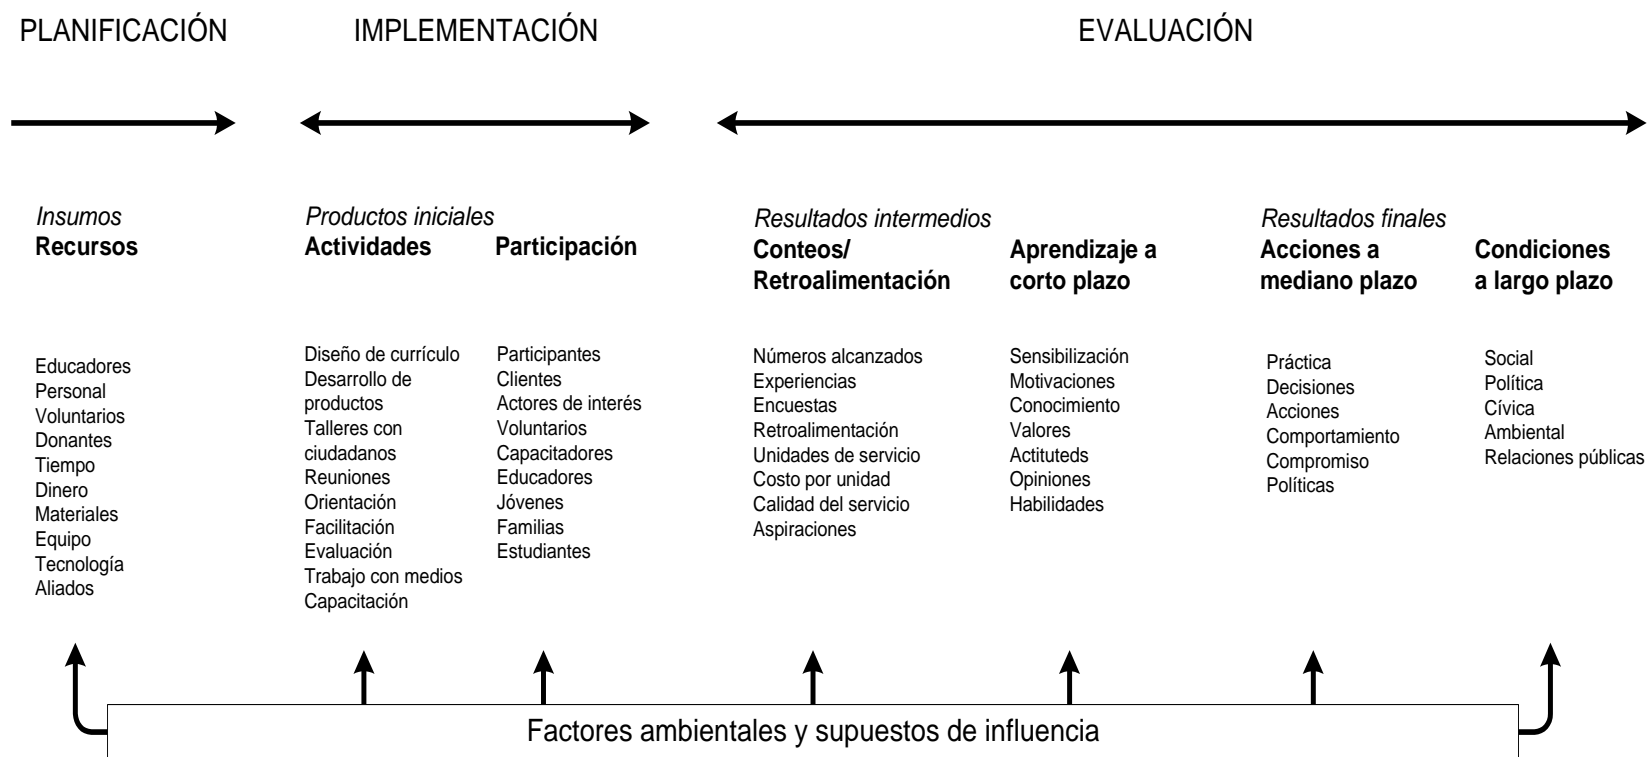 PLANIFICACIÓN
IMPLEMENTACIÓN
EVALUACIÓN
Insumos
Recursos
Educadores
Personal
Voluntarios
Donantes
Tiempo
Dinero
Materiales
Equipo
Tecnología
Aliados
Productos iniciales
Actividades
Diseño de currículo
Desarrollo de
productos
Talleres con
ciudadanos
Reuniones
Orientación
Facilitación
Evaluación
Trabajo con medios
Capacitación
Participación
Participantes
Clientes
Actores de interés
Voluntarios
Capacitadores
Educadores
Jóvenes
Familias
Estudiantes
Resultados intermedios
Conteos/
Retroalimentación
Números alcanzados
Experiencias
Encuestas
Retroalimentación
Unidades de servicio
Costo por unidad
Calidad del servicio
Aspiraciones
Aprendizaje a
corto plazo
Sensibilización
Motivaciones
Conocimiento
Valores
Actituteds
Opiniones
Habilidades
Resultados finales
Acciones a
mediano plazo
Práctica
Decisiones
Acciones
Comportamiento
Compromiso
Políticas
Condiciones
a largo plazo
Social
Política
Cívica
Ambiental
Relaciones públicas
Factores ambientales y supuestos de influencia